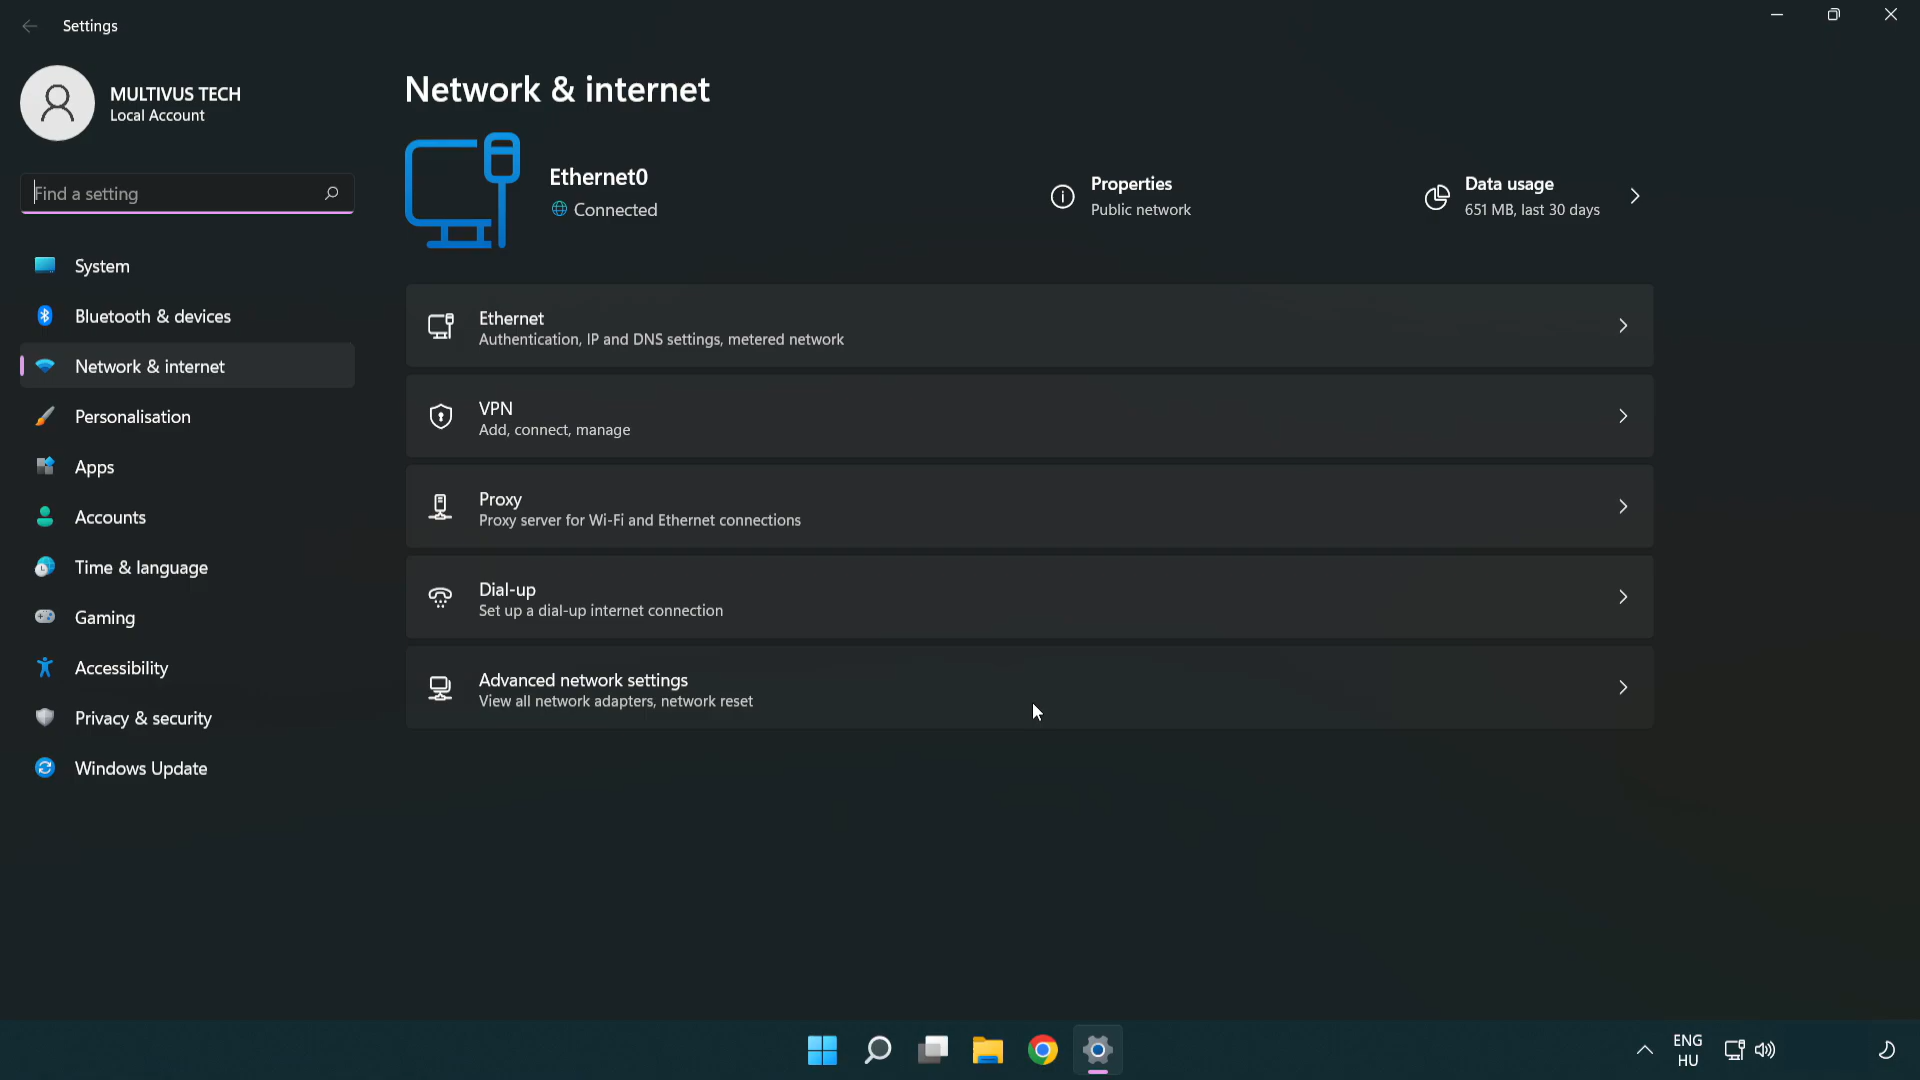 Settings
MULTIVUS TECH
Local Account
Find a setting
System
Bluetooth & devices
Network & internet
Personalisation
Apps
Accounts
Time & language
Gaming
Accessibility
Privacy & security
Windows Update
Network & internet
Ethernet0
Connected
Properties
Public network
Data usage
651 MB, last 30 days
Ethernet
Authentication, IP and DNS settings, metered network
VPN
Add, connect, manage
Proxy
Proxy server for Wi-Fi and Ethernet connections
Dial-up
Set up a dial-up internet connection
Advanced network settings
View all network adapters, network reset
ENG
HU